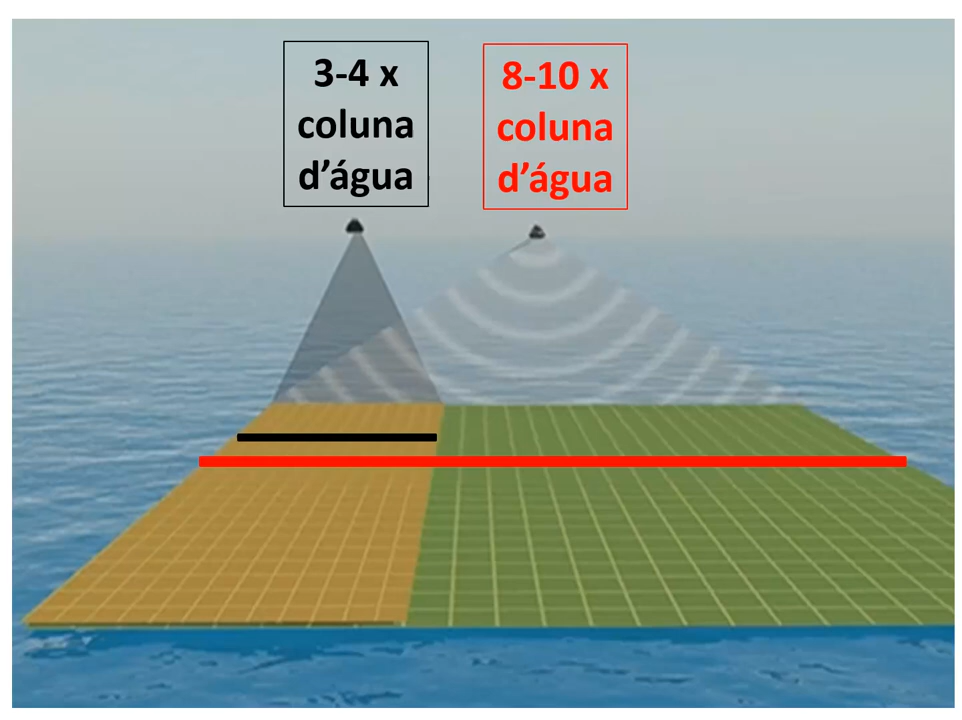 3-4 x
coluna
d’água
8-10 x
coluna
d’água